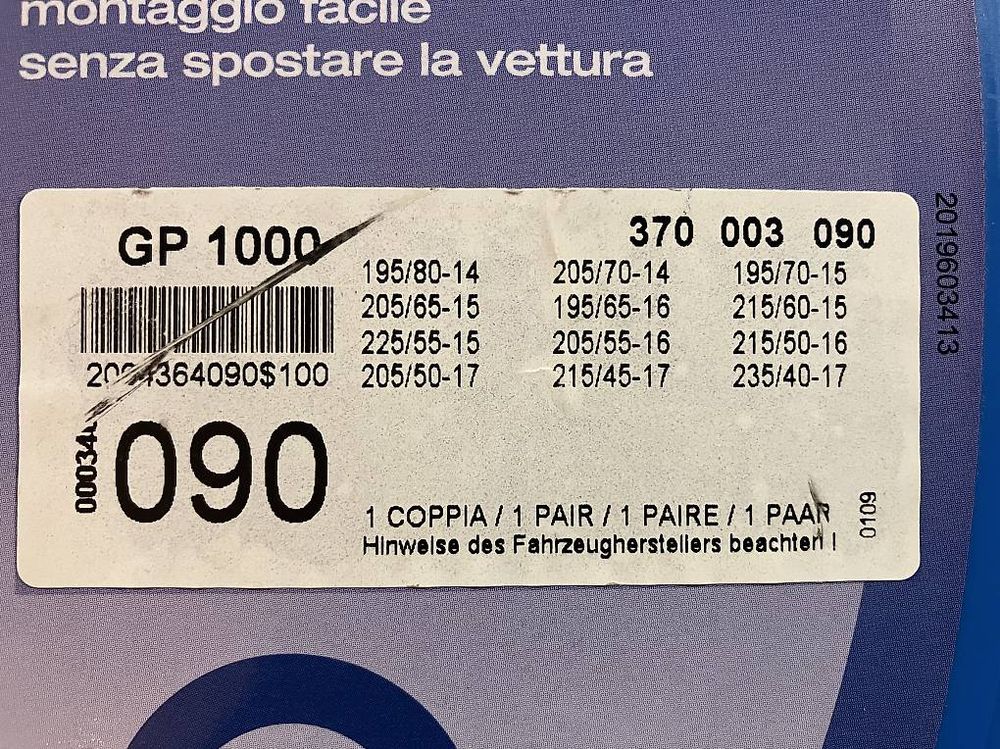 montaggio facile
senza spostare la vettura
GP 1000
370 003 090
195/80-14 205/70-14 195/70-15
205/65-15 195/65-16 215/60-15
225/55-15 205/55-16 215/50-16
205/50-17 215/45-17 235/40-17
2004364090$100
090
1 COPPIA / 1 PAIR / 1 PAIRE / 1 PAAR
Hinweise des Fahrzeugherstellers beachten !
0109
2019603413